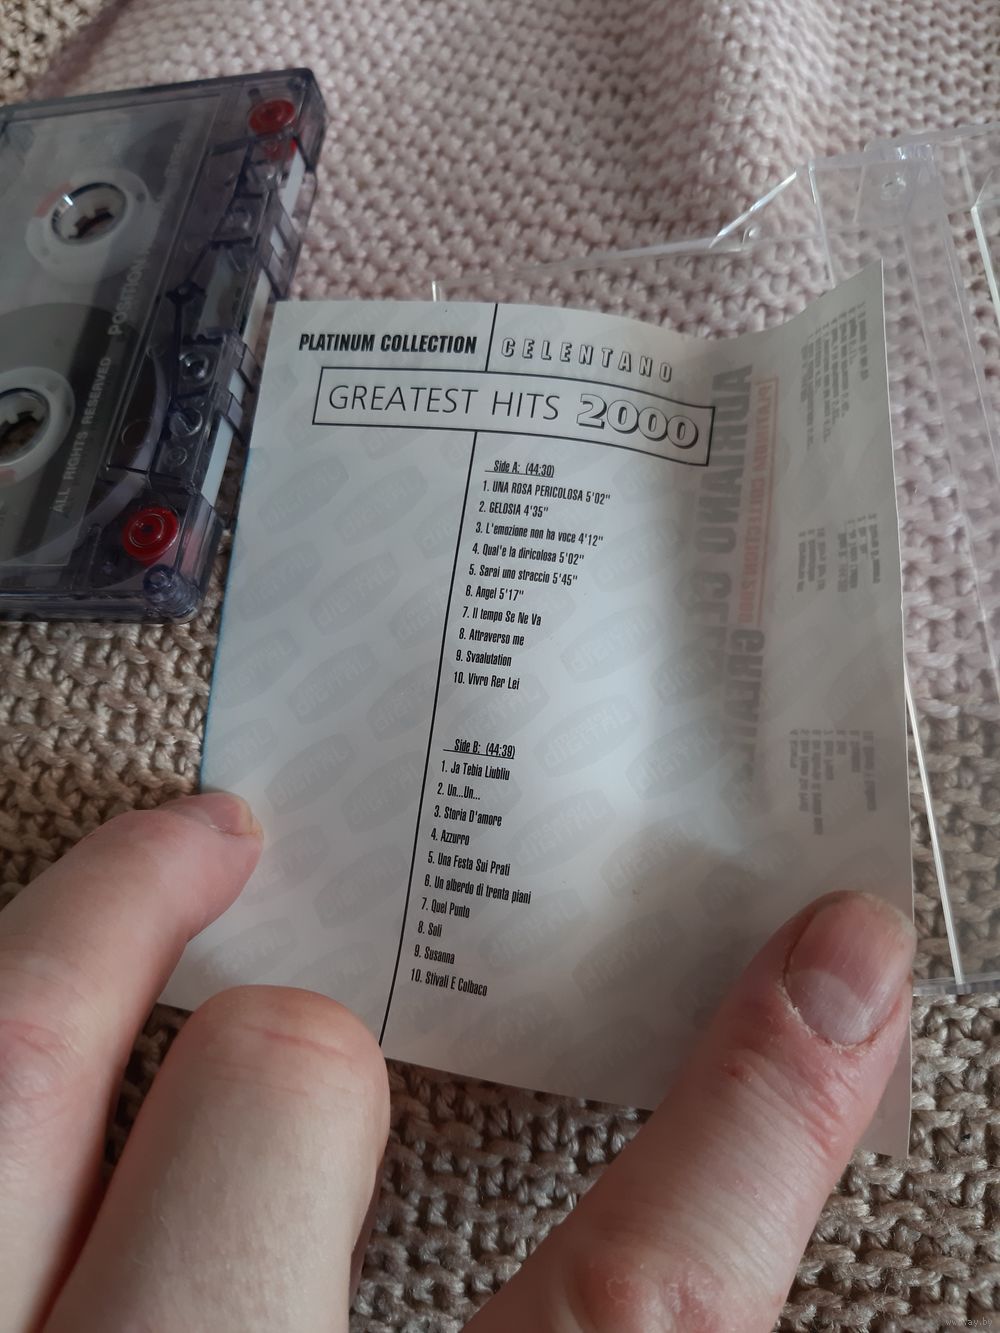 PLATINUM COLLECTION
CELENTANO
GREATEST HITS 2000
Side A: (44:30)
1. UNA ROSA PERICOLOSA 5'02"
2. GELOSIA 4'35"
3. L'emozione non ha voce 4'12"
4. Qual'e la diricolosa 5'02"
5. Sarai uno straccio 5'45"
6. Angel 5'17"
7. Il tempo Se Ne Va
8. Attraverso me
9. Svaalutation
10. Vivro Rer Lei
Side B: (44:39)
1. Ja Tebia Liubliu
2. Un...Un...
3. Storia D'amore
4. Azzurro
5. Una Festa Sui Prati
6. Un alberdo di trenta piani
7. Quel Punto
8. Soli
9. Susanna
10. Stivali E Colbaco
ALL RIGHTS RESERVED
POSITION